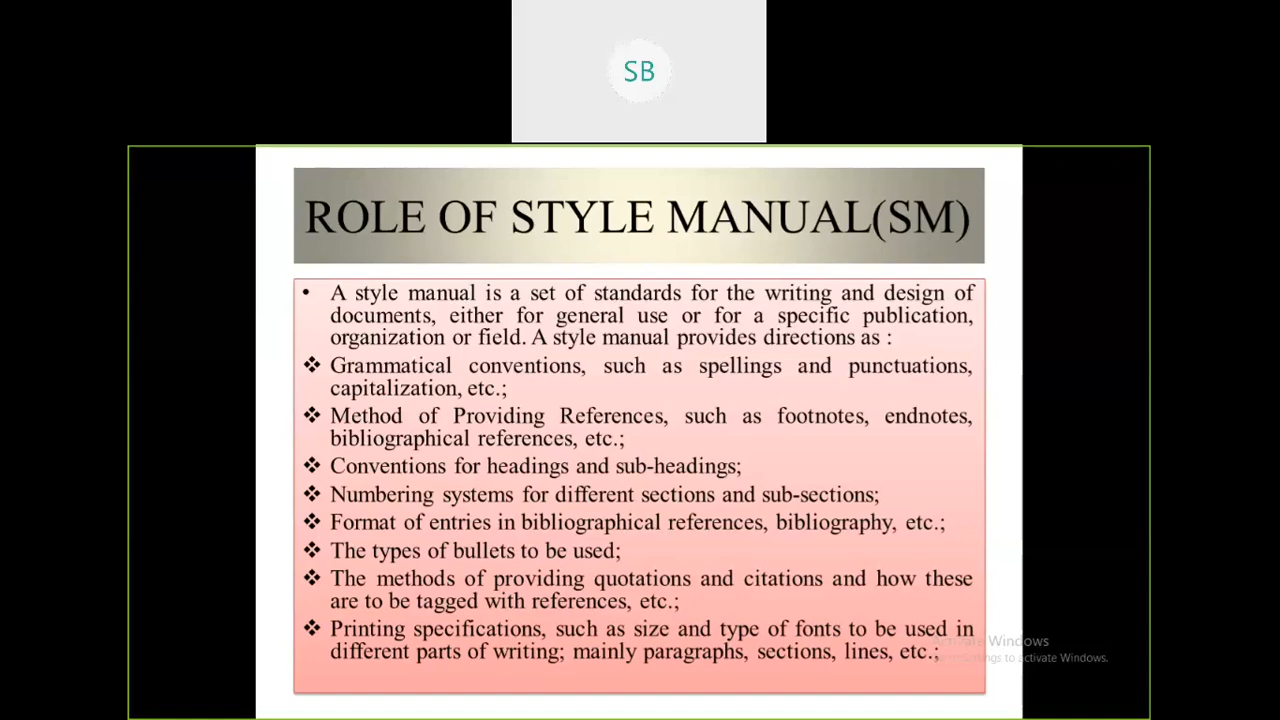 SB
ROLE OF STYLE MANUAL(SM)
• A style manual is a set of standards for the writing and design of
documents, either for general use or for a specific publication,
organization or field. A style manual provides directions as :
❖ Grammatical conventions, such as spellings and punctuations,
capitalization, etc.;
❖ Method of Providing References, such as footnotes, endnotes,
bibliographical references, etc.;
❖ Conventions for headings and sub-headings;
❖ Numbering systems for different sections and sub-sections;
❖ Format of entries in bibliographical references, bibliography, etc.;
❖ The types of bullets to be used;
❖ The methods of providing quotations and citations and how these
are to be tagged with references, etc.;
❖ Printing specifications, such as size and type of fonts to be used in
different parts of writing; mainly paragraphs, sections, lines, etc.;
Activate Windows
to activate Windows.